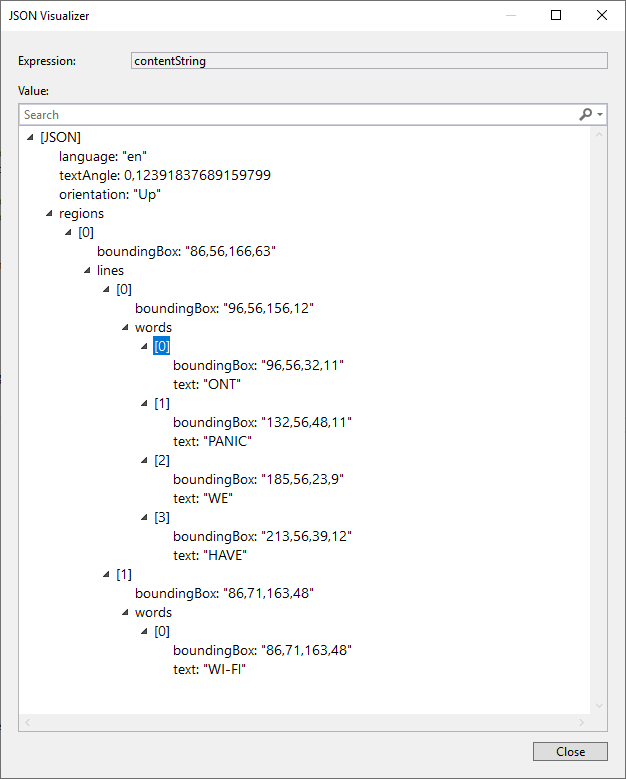 JSON Visualizer
Expression: contentString
Value:
Search
[JSON]
language: "en"
textAngle: 0,12391837689159799
orientation: "Up"
regions
[0]
boundingBox: "86,56,166,63"
lines
[0]
boundingBox: "96,56,156,12"
words
[0]
boundingBox: "96,56,32,11"
text: "ONT"
[1]
boundingBox: "132,56,48,11"
text: "PANIC"
[2]
boundingBox: "185,56,23,9"
text: "WE"
[3]
boundingBox: "213,56,39,12"
text: "HAVE"
[1]
boundingBox: "86,71,163,48"
words
[0]
boundingBox: "86,71,163,48"
text: "WI-FI"
Close